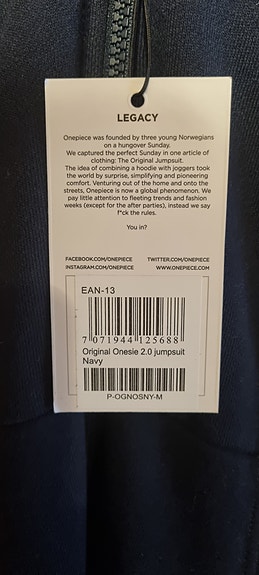 LEGACY
Onepiece was founded by three young Norwegians
on a hungover Sunday.
We captured the perfect Sunday in one article of
clothing: The Original Jumpsuit.
The idea of combining a hoodie with joggers took
the world by surprise, simplifying and pioneering
comfort. Venturing out of the home and onto the
streets, Onepiece is now a global phenomenon. We
pay little attention to fleeting trends and fashion
weeks (except for the after parties), instead we say
f*ck the rules.
You in?
FACEBOOK.COM/ONEPIECE TWITTER.COM/ONEPIECE
INSTAGRAM.COM/ONEPIECE WWW.ONEPIECE.COM
EAN-13
7 071944 125688
Original Onesie 2.0 jumpsuit
Navy
P-OGNOSNY-M